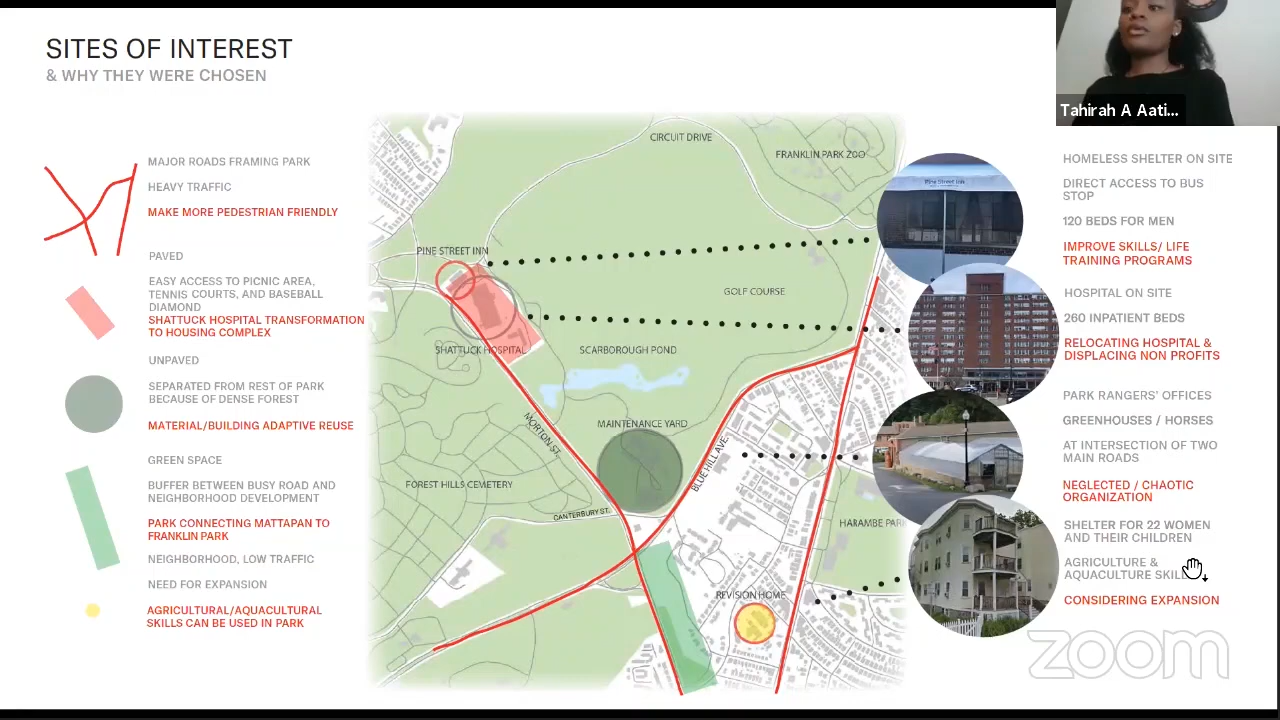 SITES OF INTEREST
& WHY THEY WERE CHOSEN
Tahirah A Aati...
MAJOR ROADS FRAMING PARK
HEAVY TRAFFIC
MAKE MORE PEDESTRIAN FRIENDLY
PAVED
EASY ACCESS TO PICNIC AREA,
TENNIS COURTS, AND BASEBALL
DIAMOND
SHATTUCK HOSPITAL TRANSFORMATION
TO HOUSING COMPLEX
UNPAVED
SEPARATED FROM REST OF PARK
BECAUSE OF DENSE FOREST
MATERIAL/BUILDING ADAPTIVE REUSE
GREEN SPACE
BUFFER BETWEEN BUSY ROAD AND
NEIGHBORHOOD DEVELOPMENT
PARK CONNECTING MATTAPAN TO
FRANKLIN PARK
NEIGHBORHOOD, LOW TRAFFIC
NEED FOR EXPANSION
AGRICULTURAL/AQUACULTURAL
SKILLS CAN BE USED IN PARK
CIRCUIT DRIVE
FRANKLIN PARK ZOO
PINE STREET INN
GOLF COURSE
SHATTUCK HOSPITAL
SCARBOROUGH POND
MAINTENANCE YARD
MORTON ST.
BLUE HILL AVE.
FOREST HILLS CEMETERY
CANTERBURY ST.
HARAMBE PARK
REVISION HOME
Pine Street Inn
HOMELESS SHELTER ON SITE
DIRECT ACCESS TO BUS
STOP
120 BEDS FOR MEN
IMPROVE SKILLS/ LIFE
TRAINING PROGRAMS
HOSPITAL ON SITE
260 INPATIENT BEDS
RELOCATING HOSPITAL &
DISPLACING NON PROFITS
PARK RANGERS' OFFICES
GREENHOUSES / HORSES
AT INTERSECTION OF TWO
MAIN ROADS
NEGLECTED / CHAOTIC
ORGANIZATION
SHELTER FOR 22 WOMEN
AND THEIR CHILDREN
AGRICULTURE &
AQUACULTURE SKIL
CONSIDERING EXPANSION
zoom